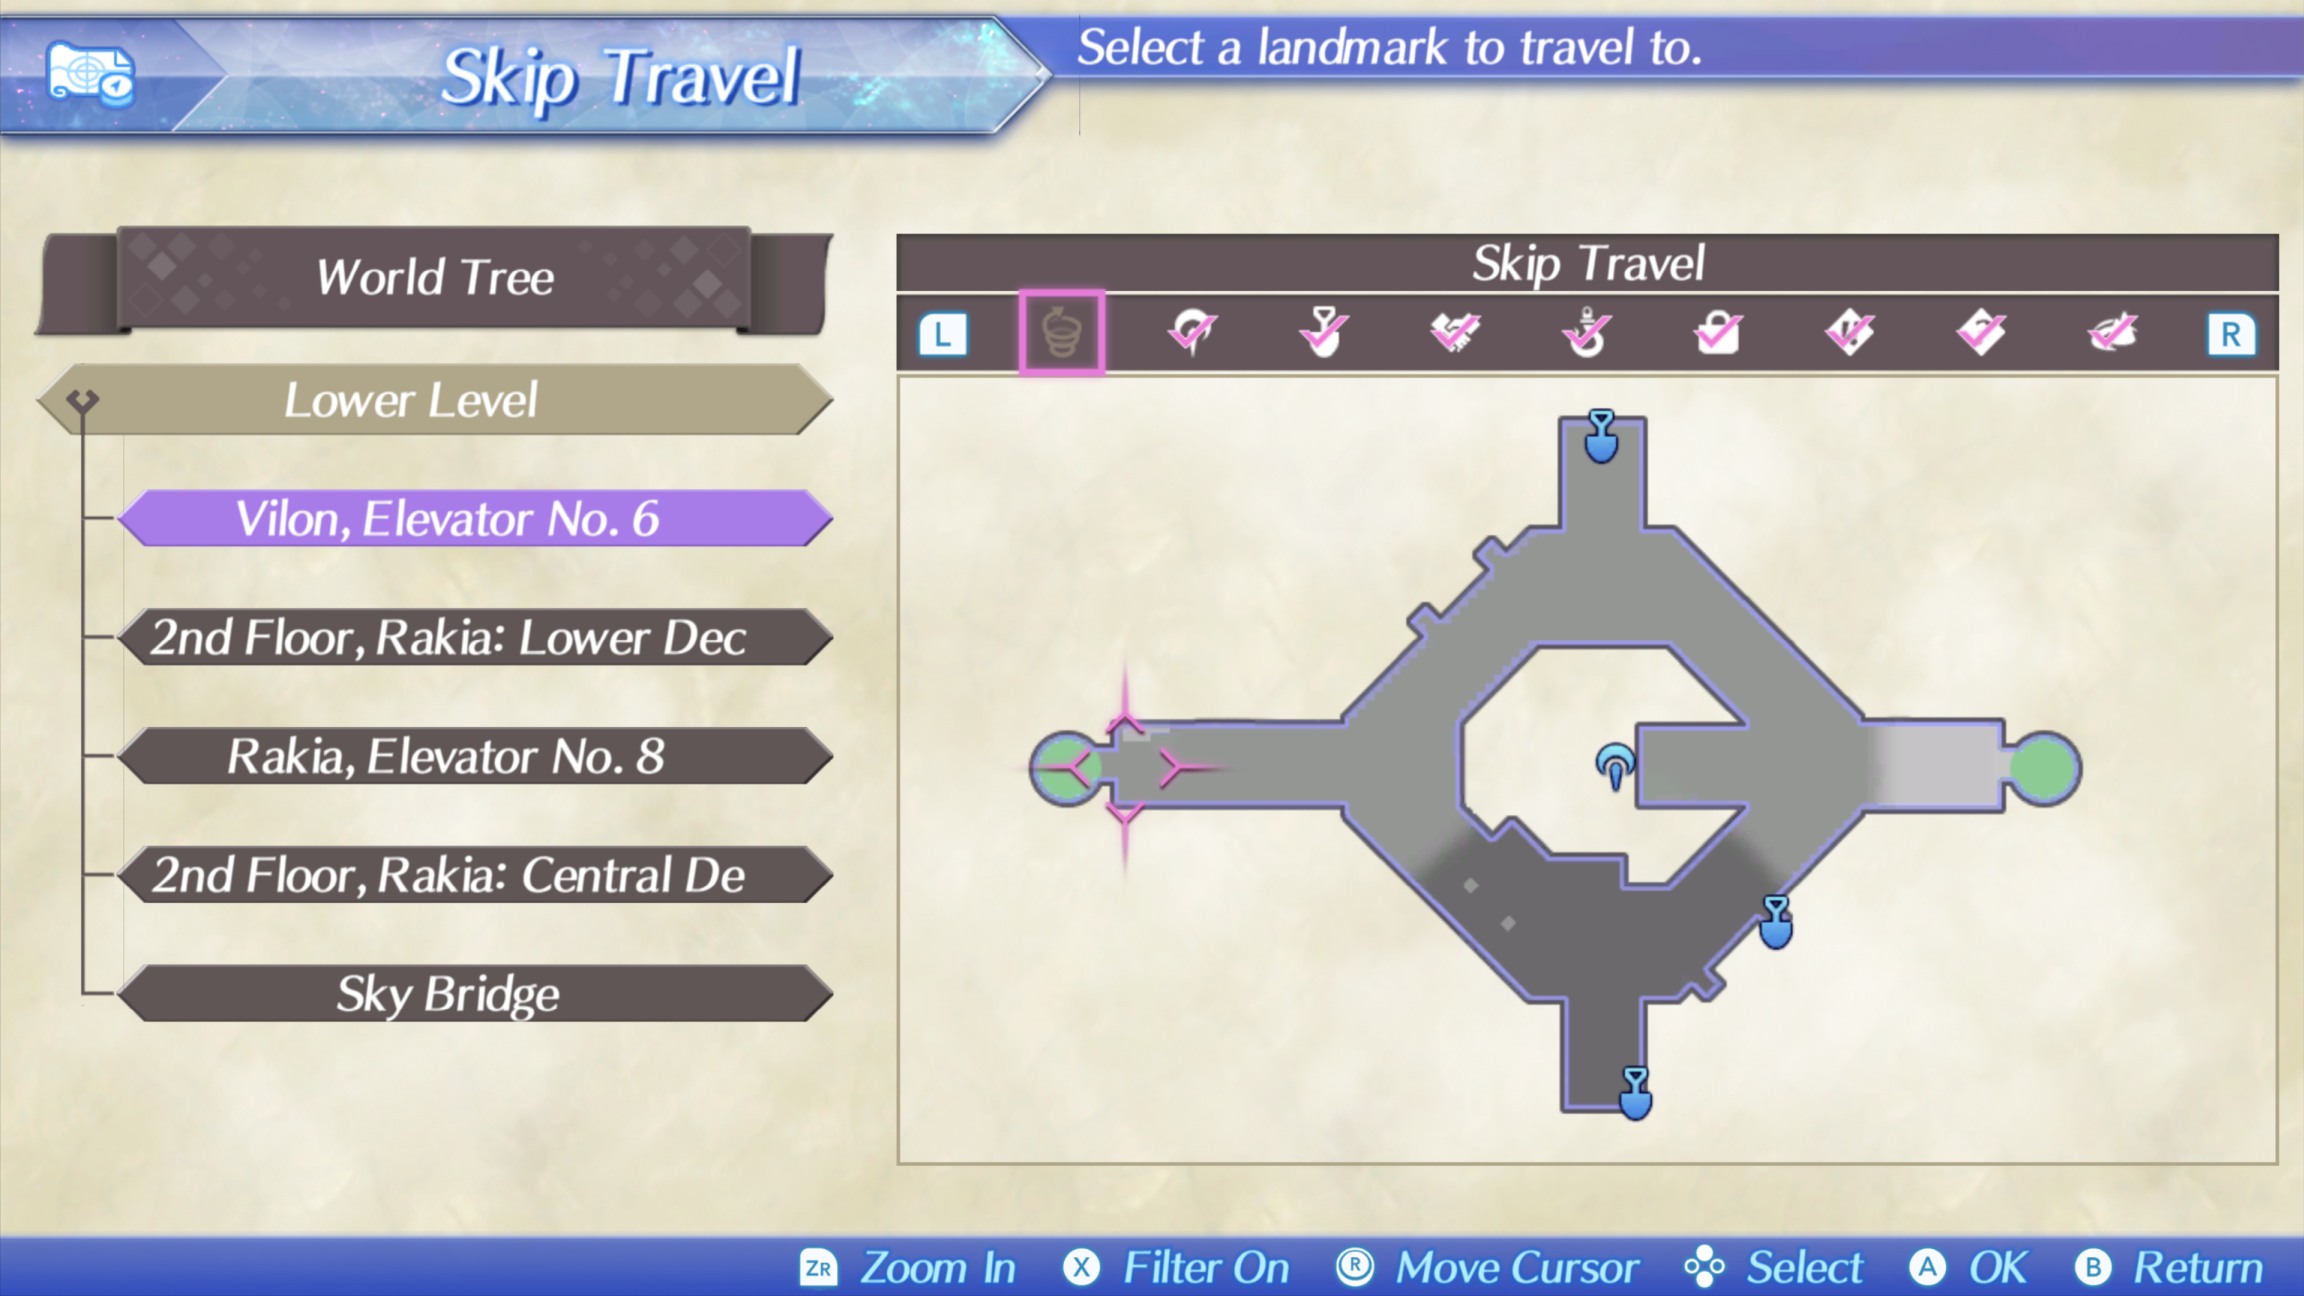 Skip Travel
Select a landmark to travel to.
World Tree
Lower Level
Vilon, Elevator No. 6
2nd Floor, Rakia: Lower Dec
Rakia, Elevator No. 8
2nd Floor, Rakia: Central De
Sky Bridge
Skip Travel
L
R
ZR Zoom In X Filter On R Move Cursor Select A OK B Return